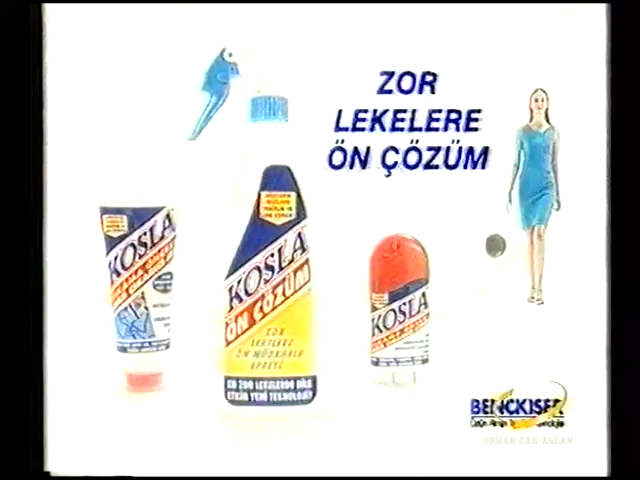 ZOR
LEKELERE
ÖN ÇÖZÜM
KOSLA
KOSLA
ÖN ÇÖZÜM
ZOR
LEKELERE
ÖN MÜDAHALE
SPREYİ
EN ZOR LEKELERDE BİLE
ETKİN YENİ TEKNOLOJİ
KOSLA
BENCKISER
ORHAN CAN ASLAN